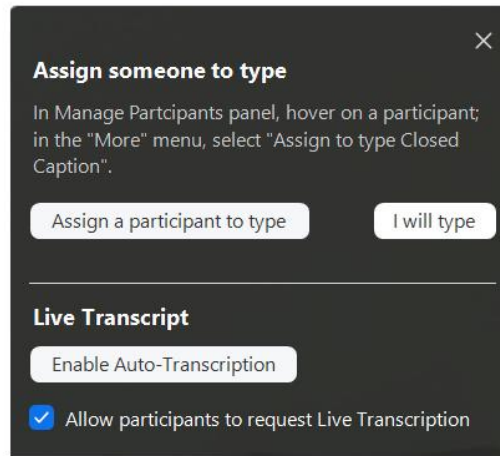 Assign someone to type
In Manage Partcipants panel, hover on a participant;
in the "More" menu, select "Assign to type Closed
Caption".
Assign a participant to type
I will type
Live Transcript
Enable Auto-Transcription
Allow participants to request Live Transcription